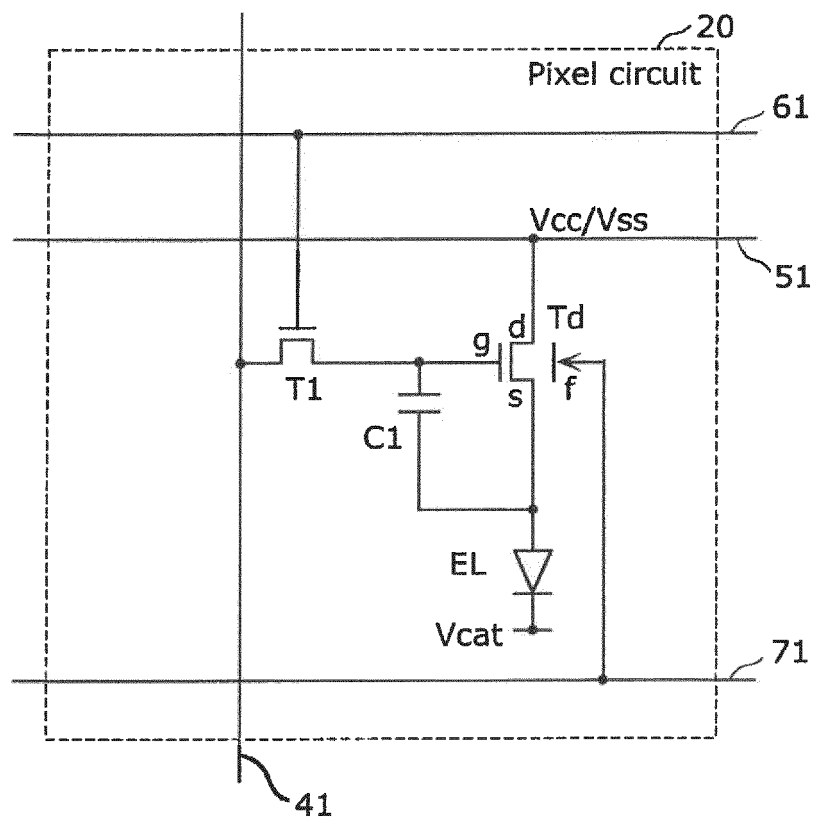 20
Pixel circuit
61
Vcc/Vss
51
d
Td
g
T1
s
f
C1
EL
Vcat
71
41